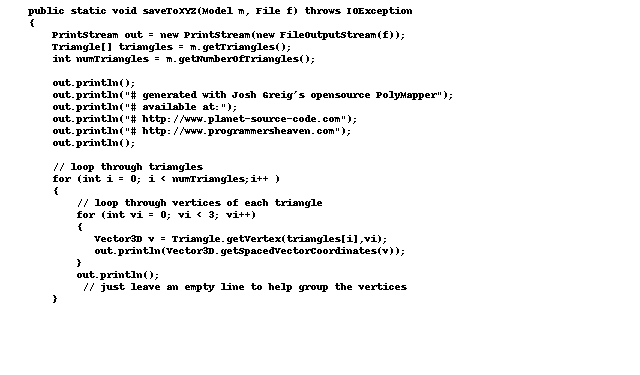 public static void saveToXYZ(Model m, File f) throws IOException
{
PrintStream out = new PrintStream(new FileOutputStream(f));
Triangle[] triangles = m.getTriangles();
int numTriangles = m.getNumberOfTriangles();
out.println();
out.println("# generated with Josh Greig's opensource PolyMapper");
out.println("# available at:");
out.println("# http://www.planet-source-code.com");
out.println("# http://www.programmersheaven.com");
out.println();
// loop through triangles
for (int i = 0; i < numTriangles;i++ )
{
// loop through vertices of each triangle
for (int vi = 0; vi < 3; vi++)
{
Vector3D v = Triangle.getVertex(triangles[i],vi);
out.println(Vector3D.getSpacedVectorCoordinates(v));
}
out.println();
// just leave an empty line to help group the vertices
}